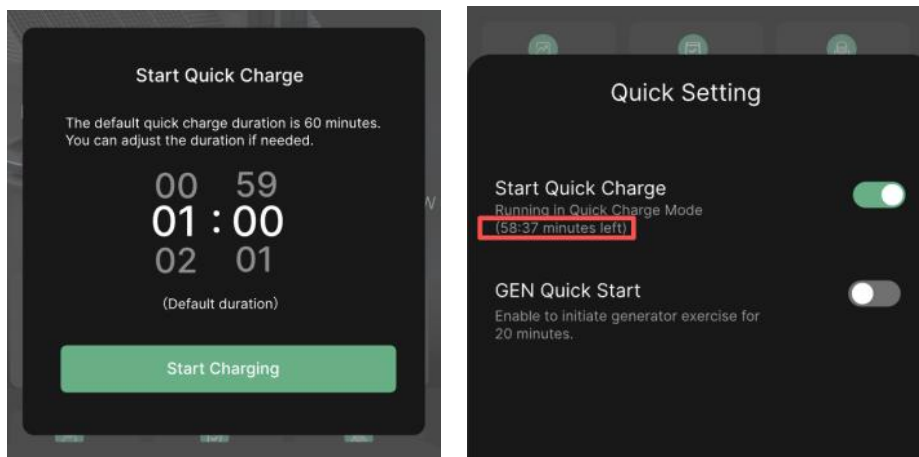 Start Quick Charge
The default quick charge duration is 60 minutes.
You can adjust the duration if needed.
00 59
01 : 00
02 01
(Default duration)
Start Charging
W
Quick Setting
Start Quick Charge
Running in Quick Charge Mode
(58:37 minutes left)
GEN Quick Start
Enable to initiate generator exercise for
20 minutes.